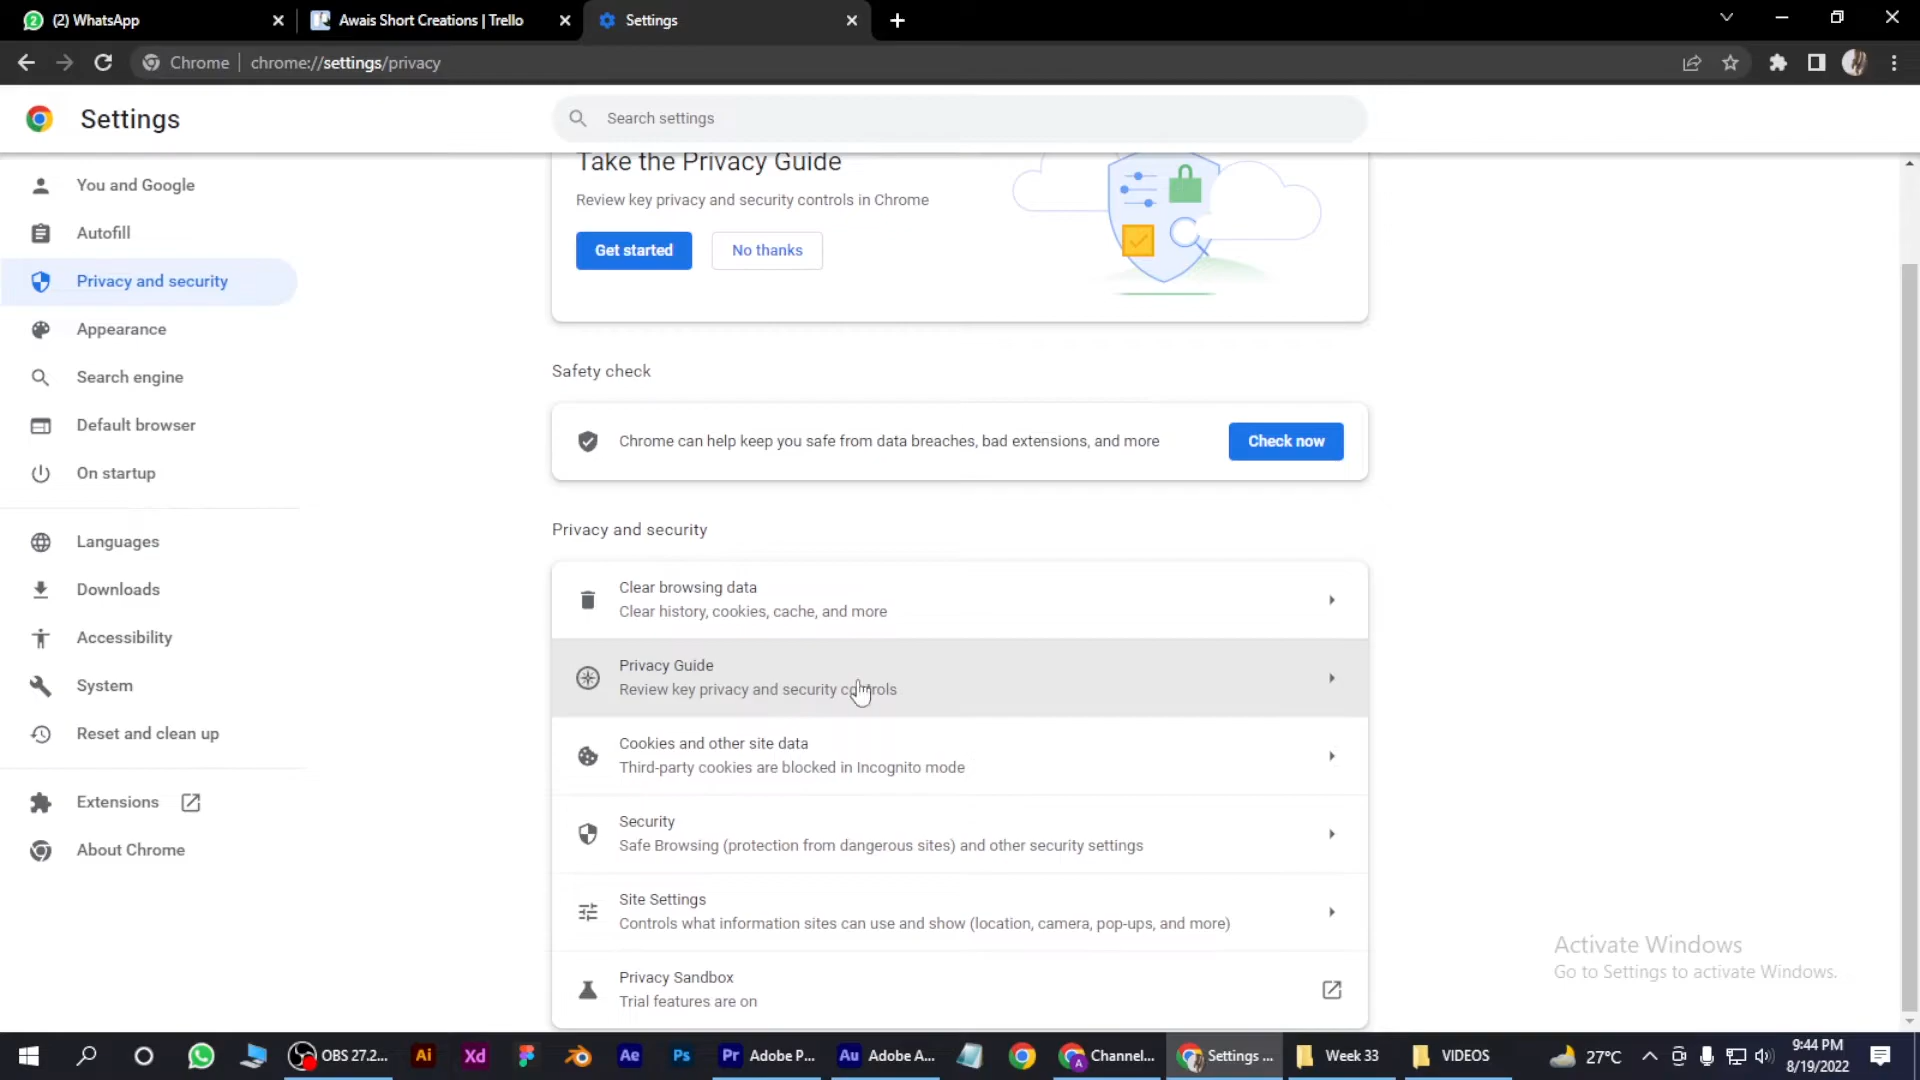 (2) WhatsApp
Awais Short Creations | Trello
Settings
Chrome
chrome://settings/privacy
Settings
Search settings
You and Google
Autofill
Privacy and security
Appearance
Search engine
Default browser
On startup
Languages
Downloads
Accessibility
System
Reset and clean up
Extensions
About Chrome
Take the Privacy Guide
Review key privacy and security controls in Chrome
Get started
No thanks
Safety check
Chrome can help keep you safe from data breaches, bad extensions, and more
Check now
Privacy and security
Clear browsing data
Clear history, cookies, cache, and more
Privacy Guide
Review key privacy and security controls
Cookies and other site data
Third-party cookies are blocked in Incognito mode
Security
Safe Browsing (protection from dangerous sites) and other security settings
Site Settings
Controls what information sites can use and show (location, camera, pop-ups, and more)
Privacy Sandbox
Trial features are on
Activate Windows
Go to Settings to activate Windows.
OBS 27.2...
Ai
Xd
Ae
Ps
Pr
Adobe P...
Au
Adobe A...
Channel...
Settings ...
Week 33
VIDEOS
27°C
9:44 PM
8/19/2022